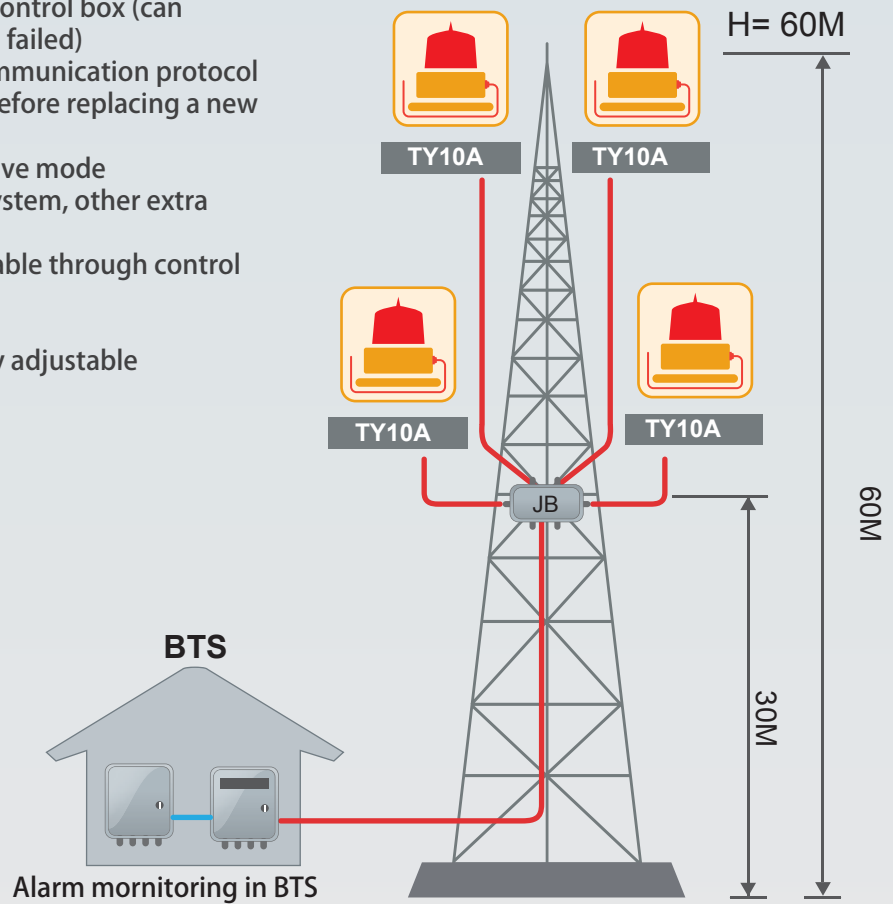 ontrol box (can
failed)
mmunication protocol
efore replacing a new
ve mode
ystem, other extra
able through control
y adjustable
H= 60M
TY10A
TY10A
TY10A
TY10A
JB
60M
30M
BTS
Alarm mornitoring in BTS